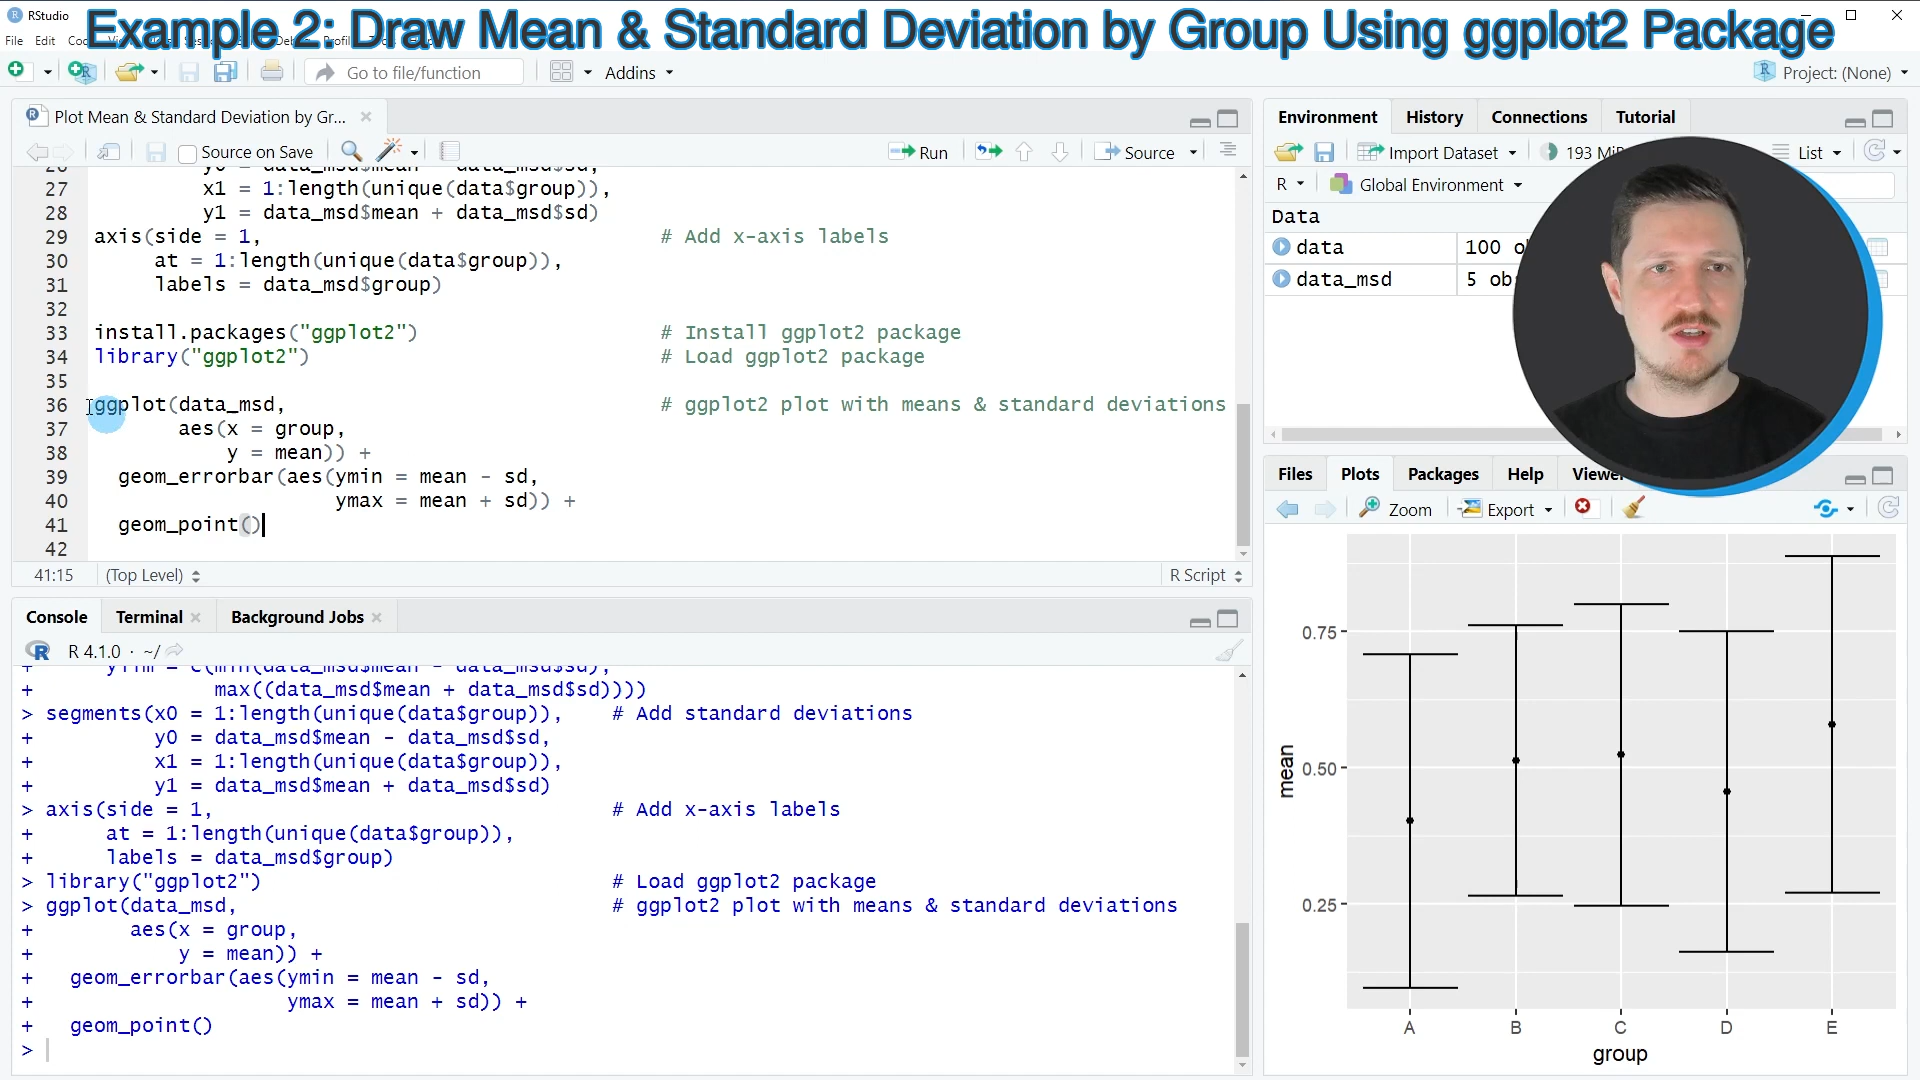 RStudio
Example 2: Draw Mean & Standard Deviation by Group Using ggplot2 Package
File Edit
Go to file/function
Addins
Project: (None)
Plot Mean & Standard Deviation by Gr...
Source on Save
Run
Source
27 x1 = 1:length(unique(data$group)),
28 y1 = data_msd$mean + data_msd$sd)
29 axis(side = 1, # Add x-axis labels
30 at = 1:length(unique(data$group)),
31 labels = data_msd$group)
32
33 install.packages("ggplot2") # Install ggplot2 package
34 library("ggplot2") # Load ggplot2 package
35
36 ggplot(data_msd, # ggplot2 plot with means & standard deviations
37 aes(x = group,
38 y = mean)) +
39 geom_errorbar(aes(ymin = mean - sd,
40 ymax = mean + sd)) +
41 geom_point()
42
41:15 (Top Level) R Script
Console Terminal Background Jobs
R 4.1.0 · ~/
+ ylim = c(min(data_msd$mean - data_msd$sd),
+ max((data_msd$mean + data_msd$sd))))
> segments(x0 = 1:length(unique(data$group)), # Add standard deviations
+ y0 = data_msd$mean - data_msd$sd,
+ x1 = 1:length(unique(data$group)),
+ y1 = data_msd$mean + data_msd$sd)
> axis(side = 1, # Add x-axis labels
+ at = 1:length(unique(data$group)),
+ labels = data_msd$group)
> library("ggplot2") # Load ggplot2 package
> ggplot(data_msd, # ggplot2 plot with means & standard deviations
+ aes(x = group,
+ y = mean)) +
+ geom_errorbar(aes(ymin = mean - sd,
+ ymax = mean + sd)) +
+ geom_point()
>
Environment History Connections Tutorial
Import Dataset 193 List
R Global Environment
Data
data 100
data_msd 5
Files Plots Packages Help Viewer
Zoom Export
0.75
0.50
0.25
mean
A B C D E
group